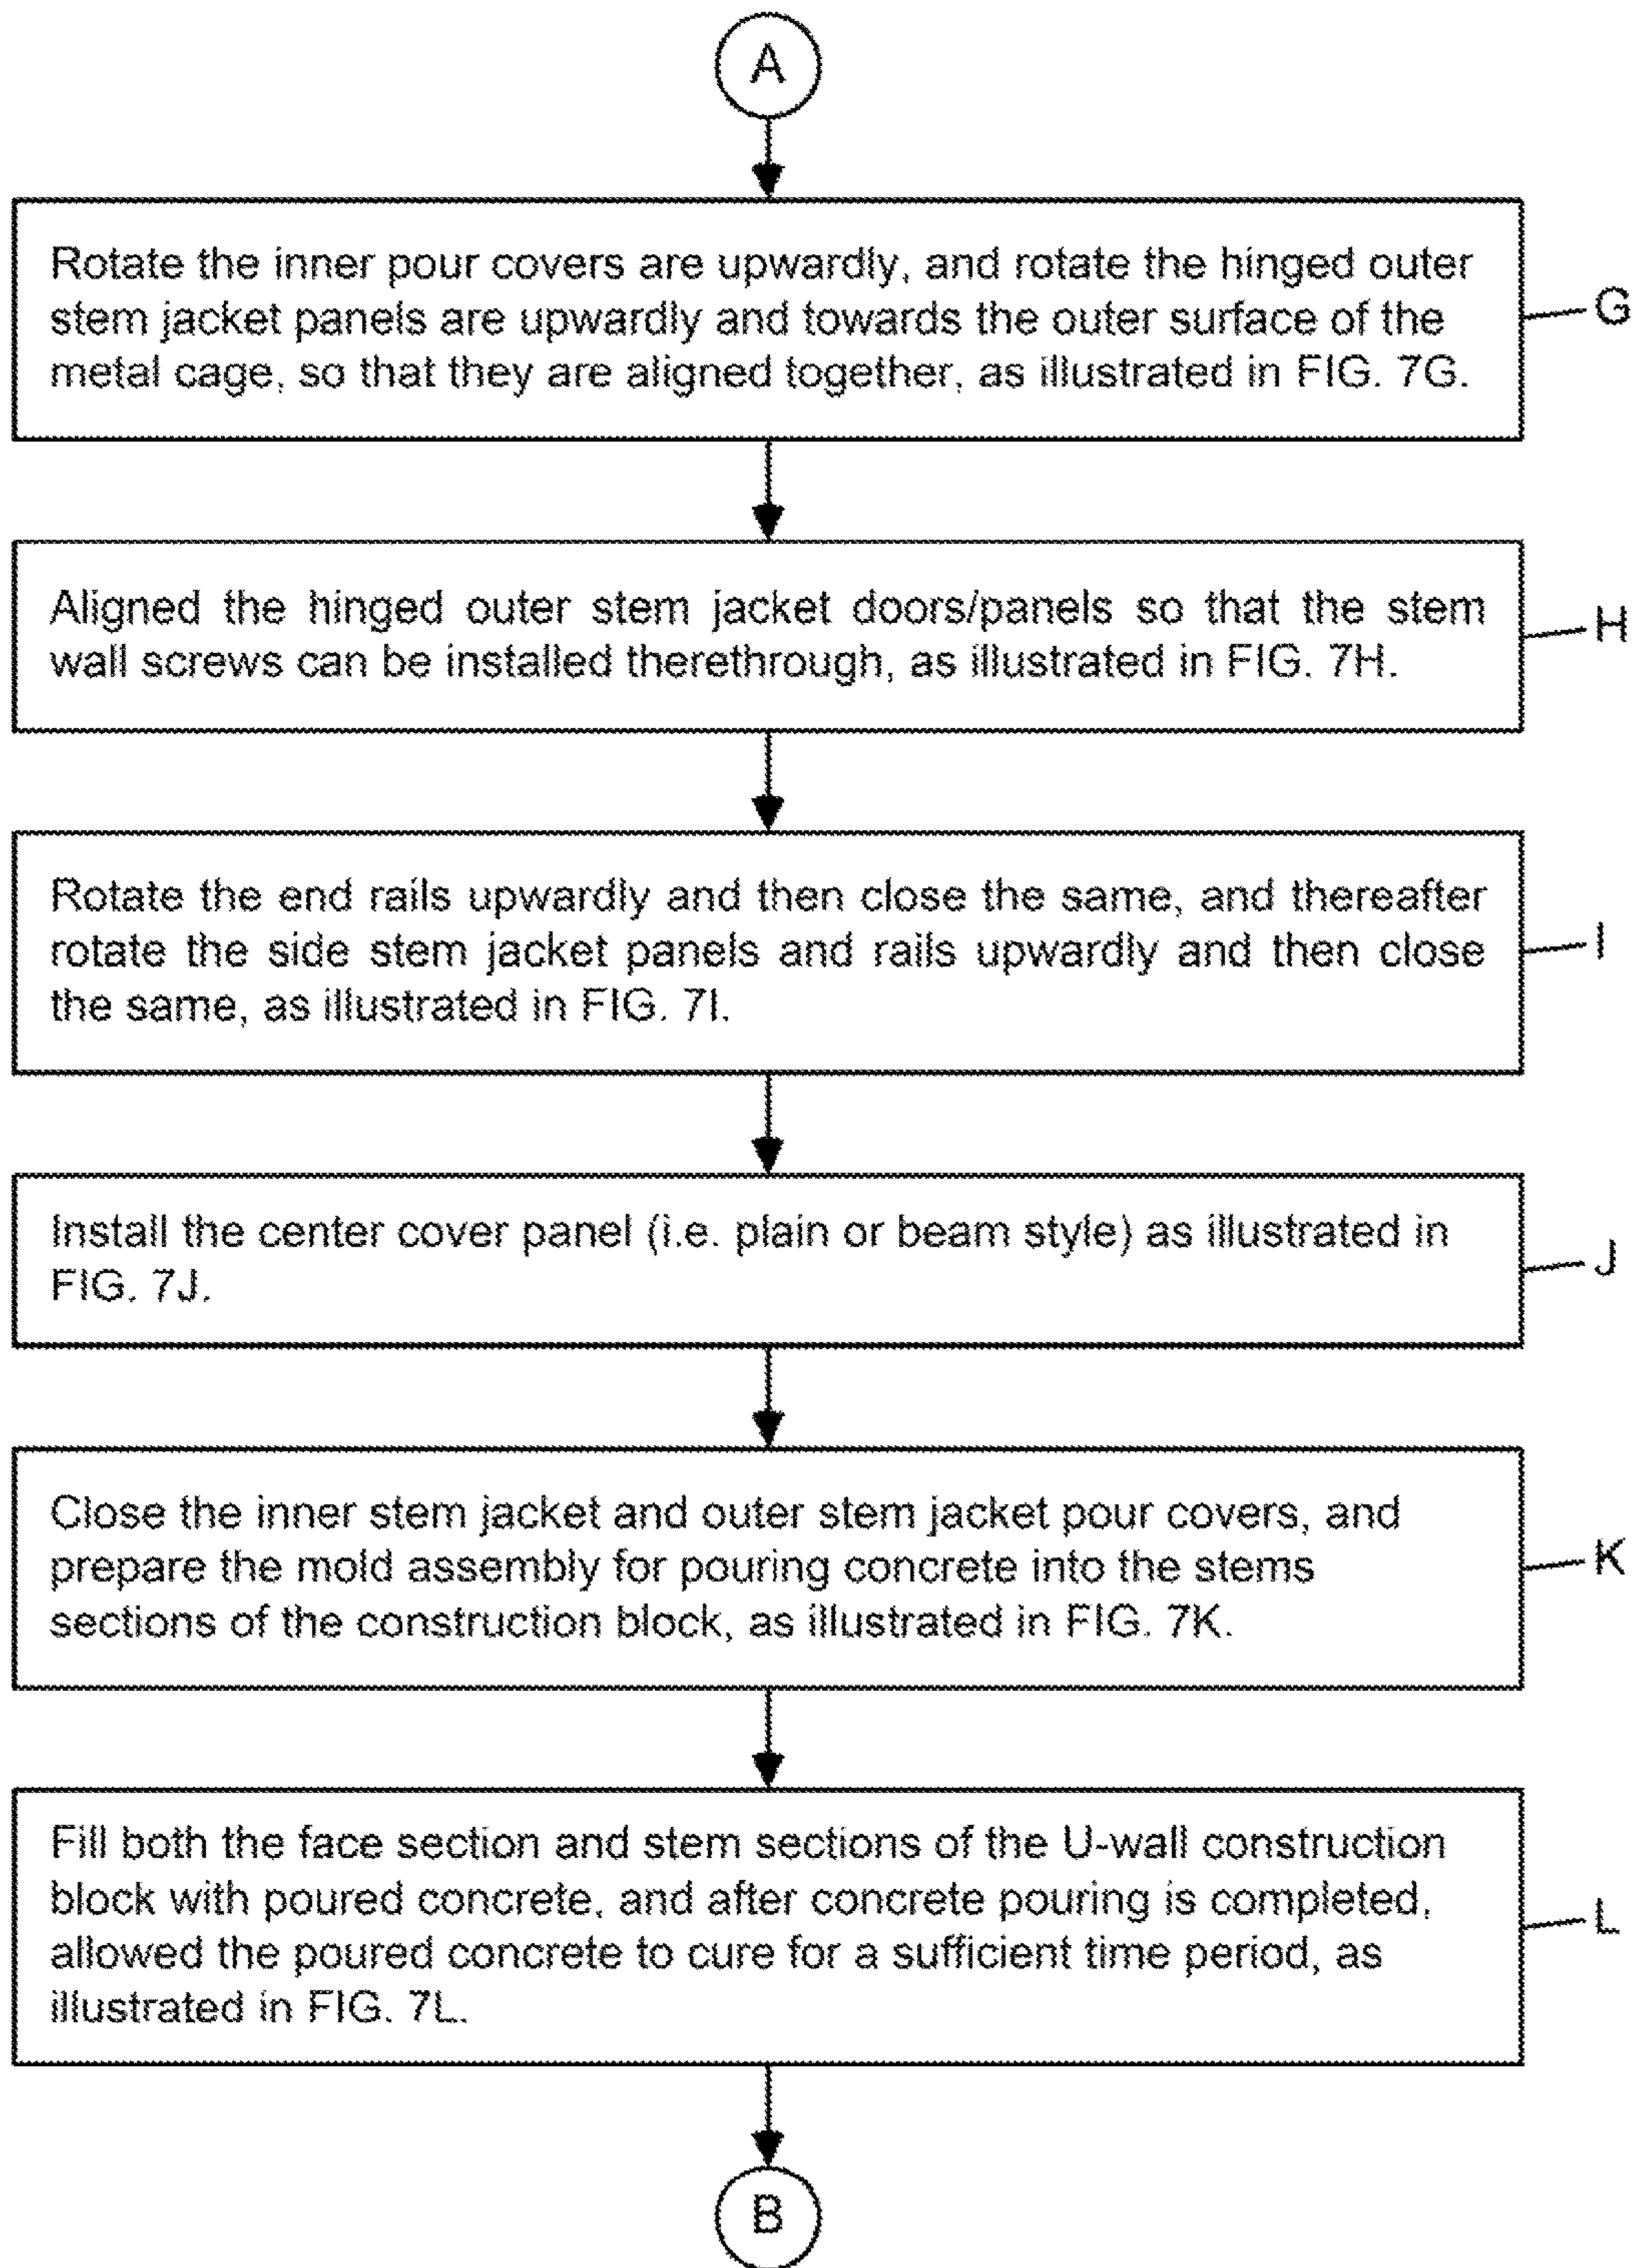 A
Rotate the inner pour covers are upwardly, and rotate the hinged outer
stem jacket panels are upwardly and towards the outer surface of the
metal cage, so that they are aligned together, as illustrated in FIG. 7G.
G
Aligned the hinged outer stem jacket doors/panels so that the stem
wall screws can be installed therethrough, as illustrated in FIG. 7H.
H
Rotate the end rails upwardly and then close the same, and thereafter
rotate the side stem jacket panels and rails upwardly and then close
the same, as illustrated in FIG. 7I.
I
Install the center cover panel (i.e. plain or beam style) as illustrated in
FIG. 7J.
J
Close the inner stem jacket and outer stem jacket pour covers, and
prepare the mold assembly for pouring concrete into the stems
sections of the construction block, as illustrated in FIG. 7K.
K
Fill both the face section and stem sections of the U-wall construction
block with poured concrete, and after concrete pouring is completed,
allowed the poured concrete to cure for a sufficient time period, as
illustrated in FIG. 7L.
L
B